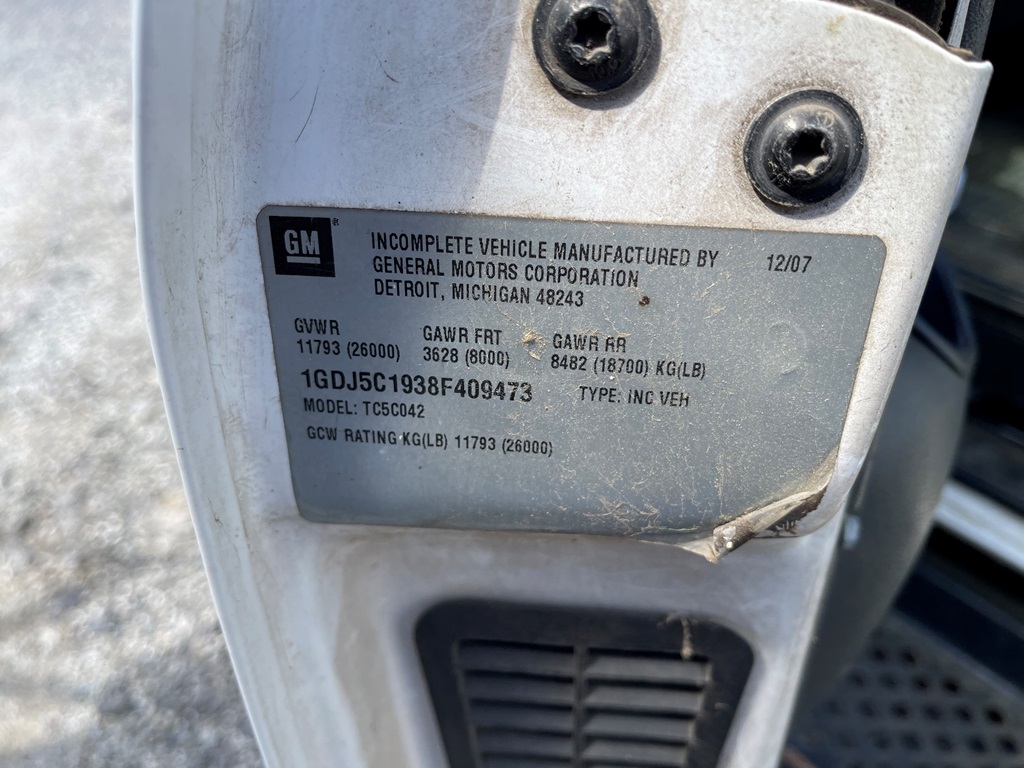 GM ®
INCOMPLETE VEHICLE MANUFACTURED BY 12/07
GENERAL MOTORS CORPORATION
DETROIT, MICHIGAN 48243
GVWR GAWR FRT GAWR RR
11793 (26000) 3628 (8000) 8482 (18700) KG(LB)
1GDJ5C1938F409473 TYPE: INC VEH
MODEL: TC5C042
GCW RATING KG(LB) 11793 (26000)